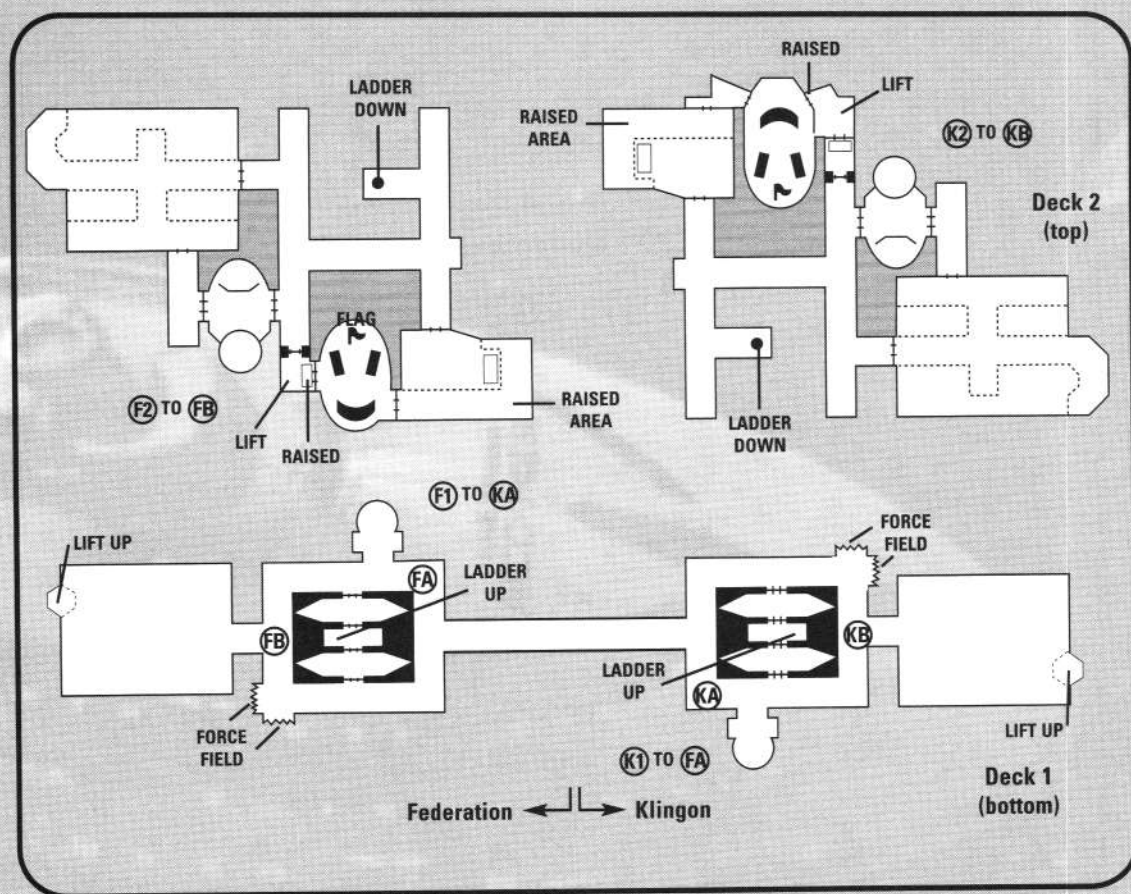 RAISED
LADDER
DOWN
LIFT
RAISED
AREA
K2 TO KB
Deck 2
(top)
FLAG
F2 TO FB
LIFT
RAISED
RAISED
AREA
LADDER
DOWN
F1 TO KA
LIFT UP
FA
LADDER
UP
FORCE
FIELD
FB
KB
LADDER
UP
KA
FORCE
FIELD
LIFT UP
K1 TO FA
Deck 1
(bottom)
Federation
Klingon